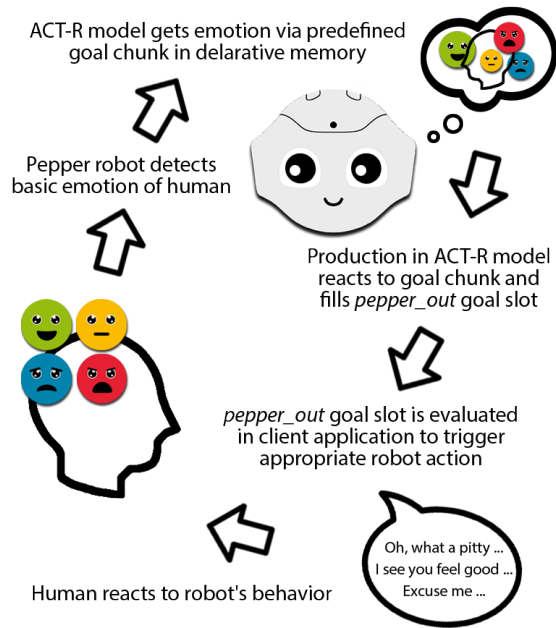 ACT-R model gets emotion via predefined
goal chunk in delarative memory
Pepper robot detects
basic emotion of human
Production in ACT-R model
reacts to goal chunk and
fills pepper_out goal slot
pepper_out goal slot is evaluated
in client application to trigger
appropriate robot action
Oh, what a pitty ...
I see you feel good ...
Excuse me ...
Human reacts to robot's behavior